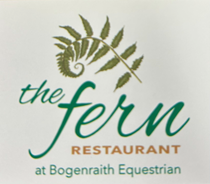 the
fern
RESTAURANT
at Bogenraith Equestrian